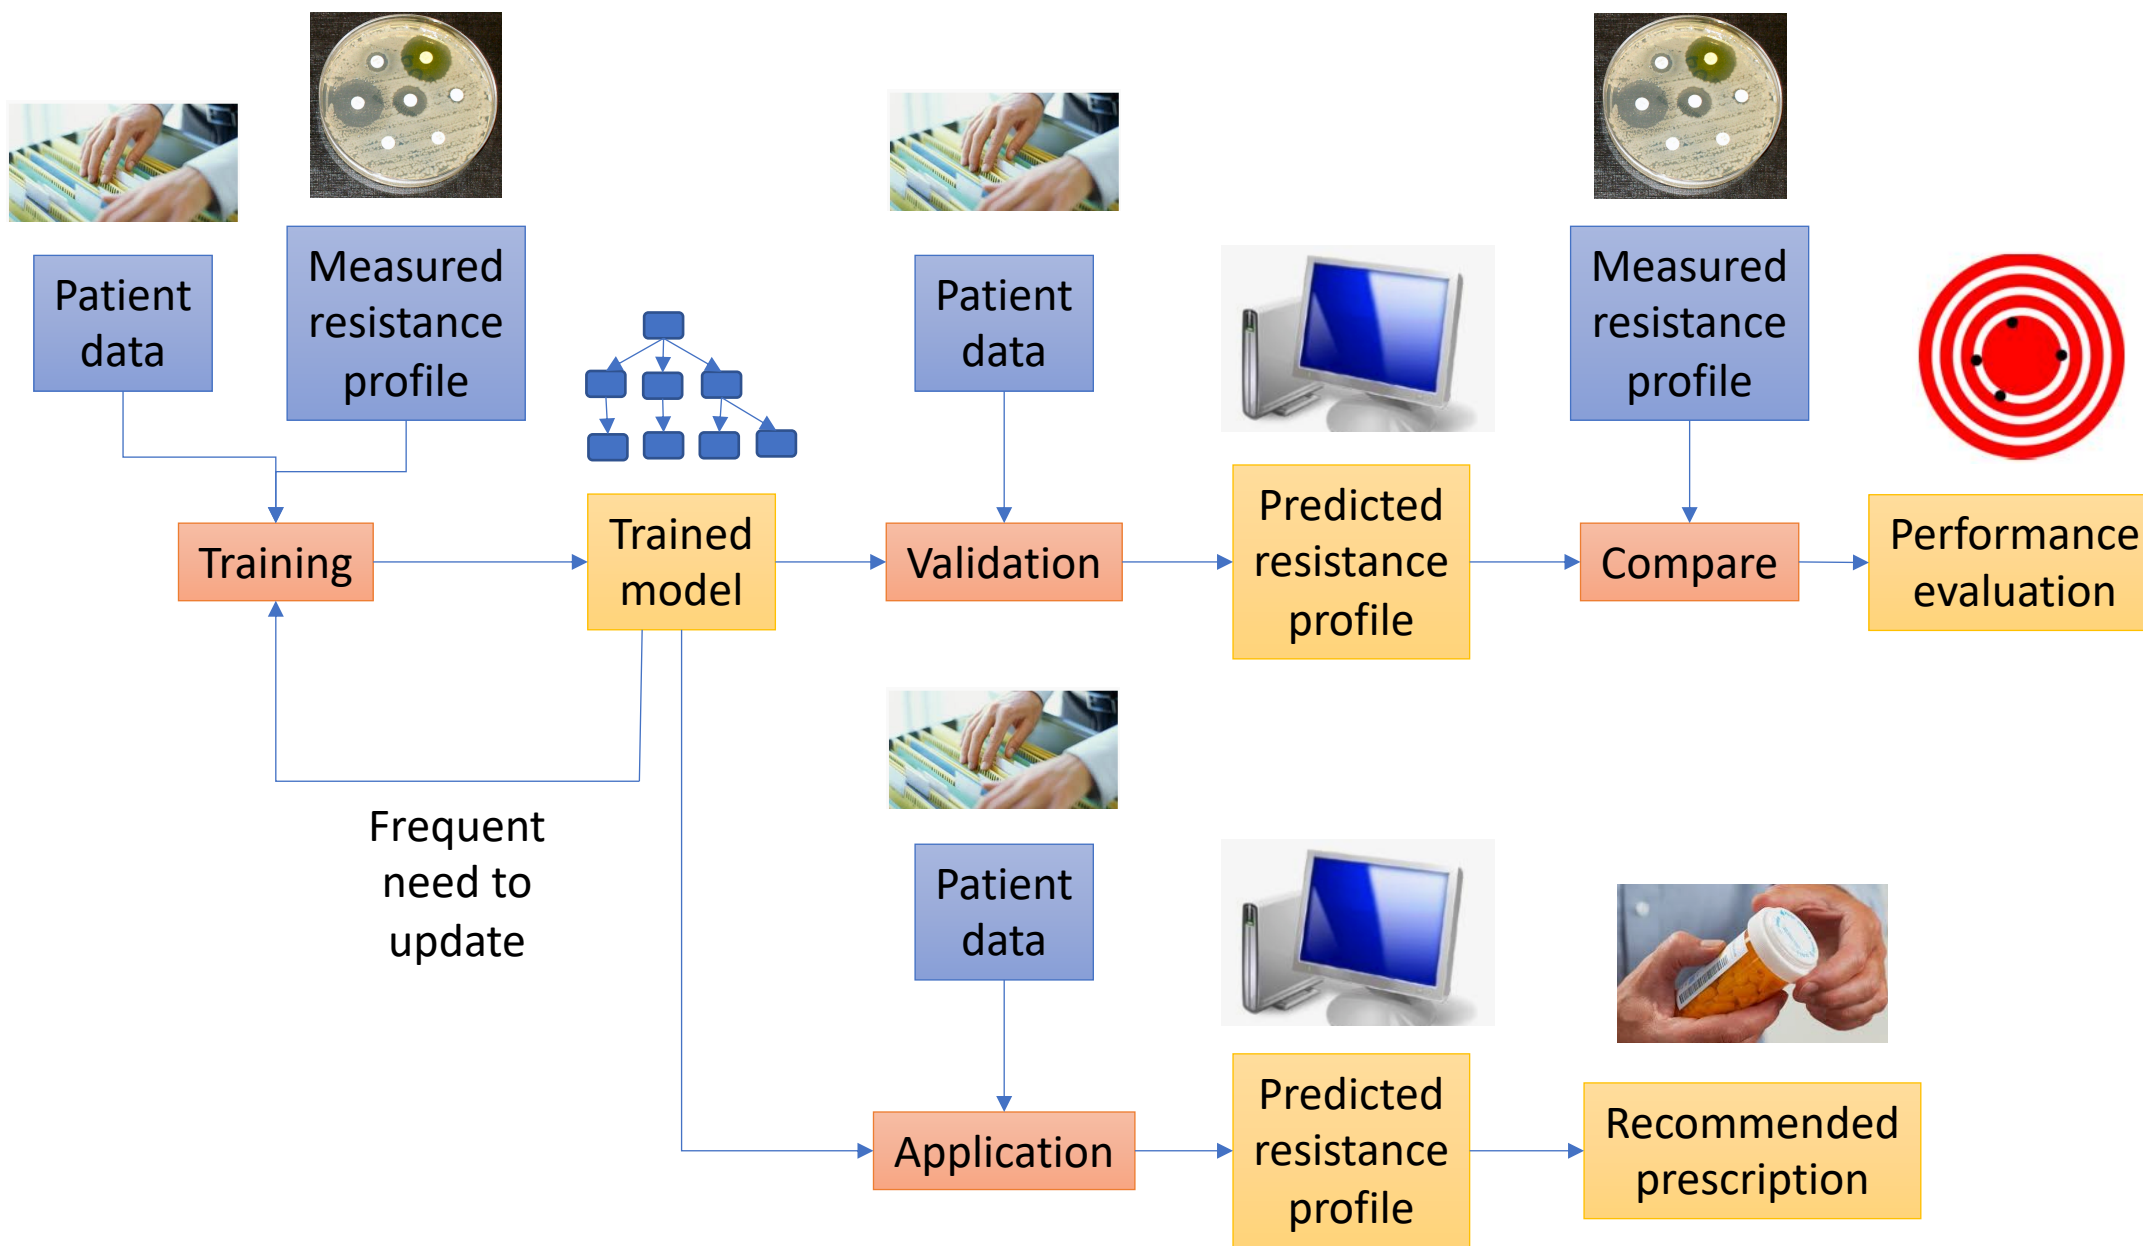 Patient
data
Measured
resistance
profile
Training
Trained
model
Patient
data
Validation
Predicted
resistance
profile
Measured
resistance
profile
Compare
Performance
evaluation
Frequent
need to
update
Patient
data
Application
Predicted
resistance
profile
Recommended
prescription